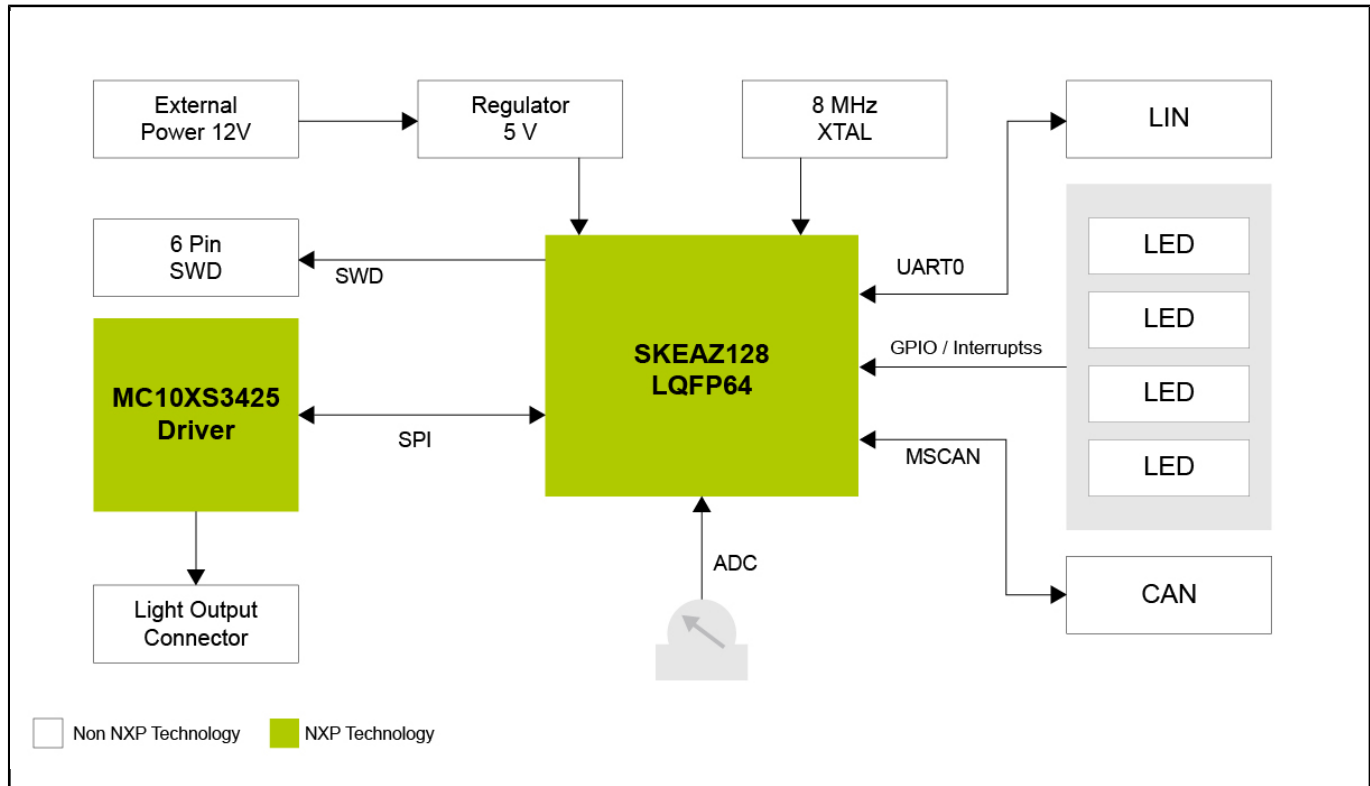 External
Power 12V
Regulator
5 V
8 MHz
XTAL
LIN
6 Pin
SWD
SWD
UART0
LED
LED
LED
LED
GPIO / Interruptss
SKEAZ128
LQFP64
MC10XS3425
Driver
SPI
MSCAN
ADC
Light Output
Connector
CAN
Non NXP Technology
NXP Technology